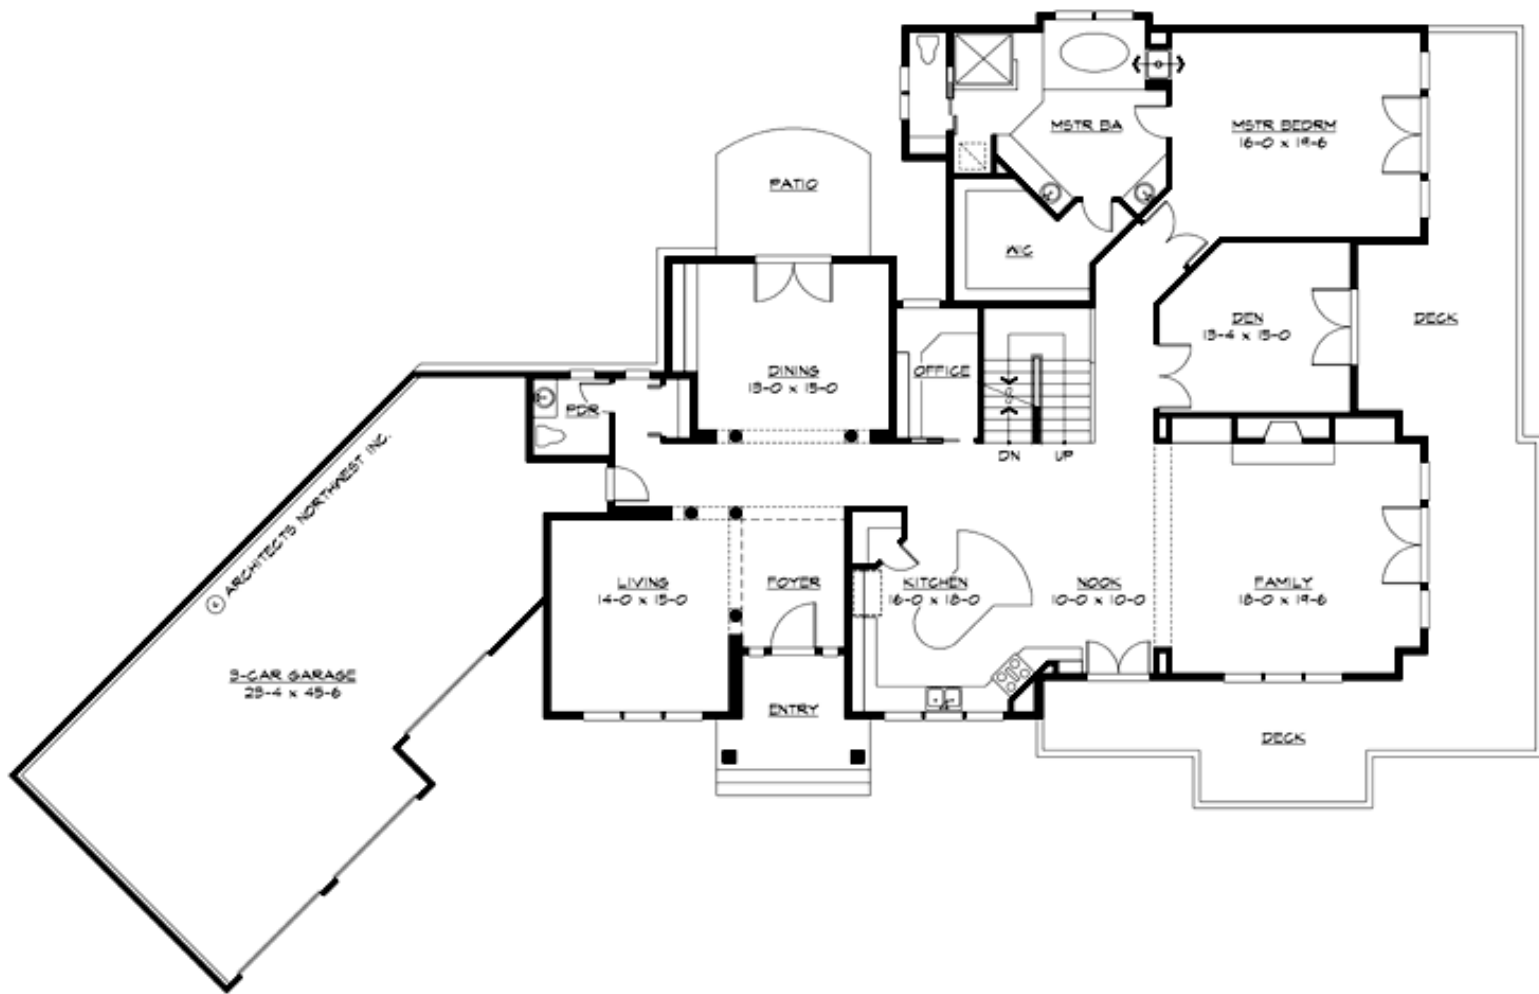 MSTR BA
MSTR BEDRM
16-0 x 19-6
PATIO
WIC
DEN
13-4 x 13-0
DECK
DINING
13-0 x 15-0
OFFICE
PDR
DN
UP
© ARCHITECTS NORTHWEST INC.
LIVING
14-0 x 15-0
FOYER
KITCHEN
16-0 x 18-0
NOOK
10-0 x 10-0
FAMILY
18-0 x 19-6
3-CAR GARAGE
23-4 x 45-6
ENTRY
DECK